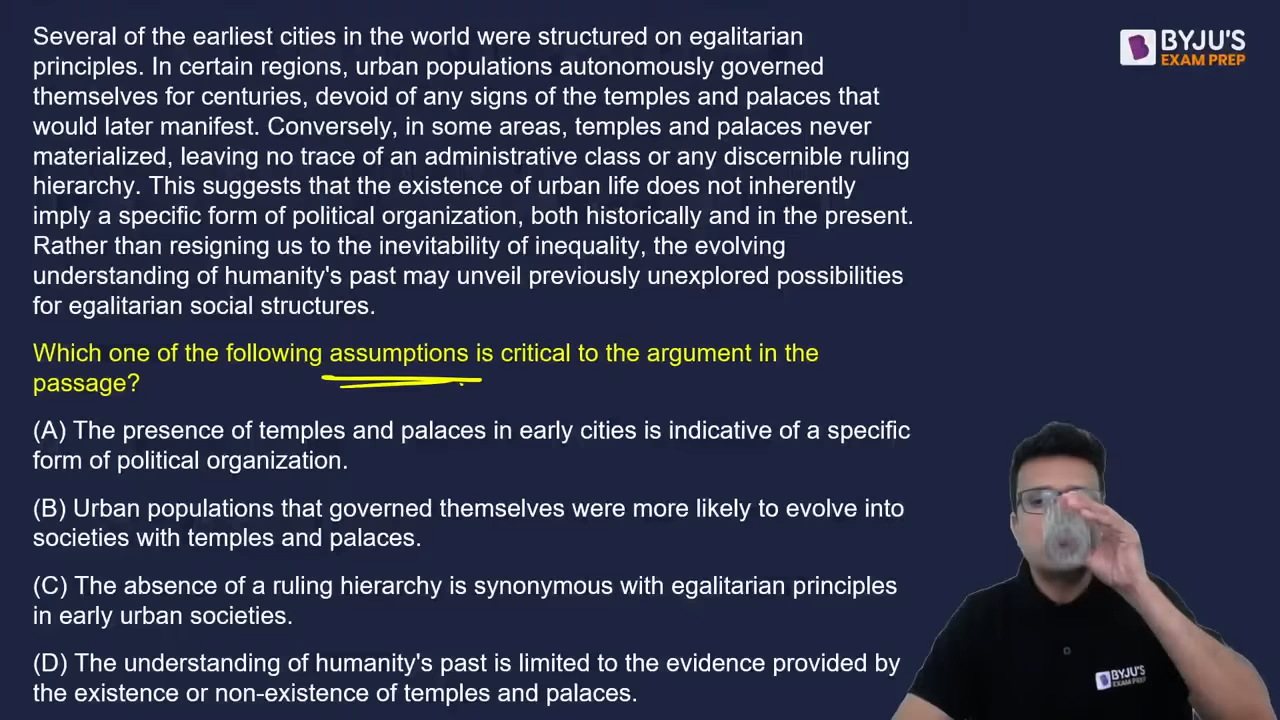 Several of the earliest cities in the world were structured on egalitarian
principles. In certain regions, urban populations autonomously governed
themselves for centuries, devoid of any signs of the temples and palaces that
would later manifest. Conversely, in some areas, temples and palaces never
materialized, leaving no trace of an administrative class or any discernible ruling
hierarchy. This suggests that the existence of urban life does not inherently
imply a specific form of political organization, both historically and in the present.
Rather than resigning us to the inevitability of inequality, the evolving
understanding of humanity's past may unveil previously unexplored possibilities
for egalitarian social structures.
Which one of the following assumptions is critical to the argument in the
passage?
(A) The presence of temples and palaces in early cities is indicative of a specific
form of political organization.
(B) Urban populations that governed themselves were more likely to evolve into
societies with temples and palaces.
(C) The absence of a ruling hierarchy is synonymous with egalitarian principles
in early urban societies.
(D) The understanding of humanity's past is limited to the evidence provided by
the existence or non-existence of temples and palaces.
BYJU'S
EXAM PREP
BYJU'S
EXAM PREP